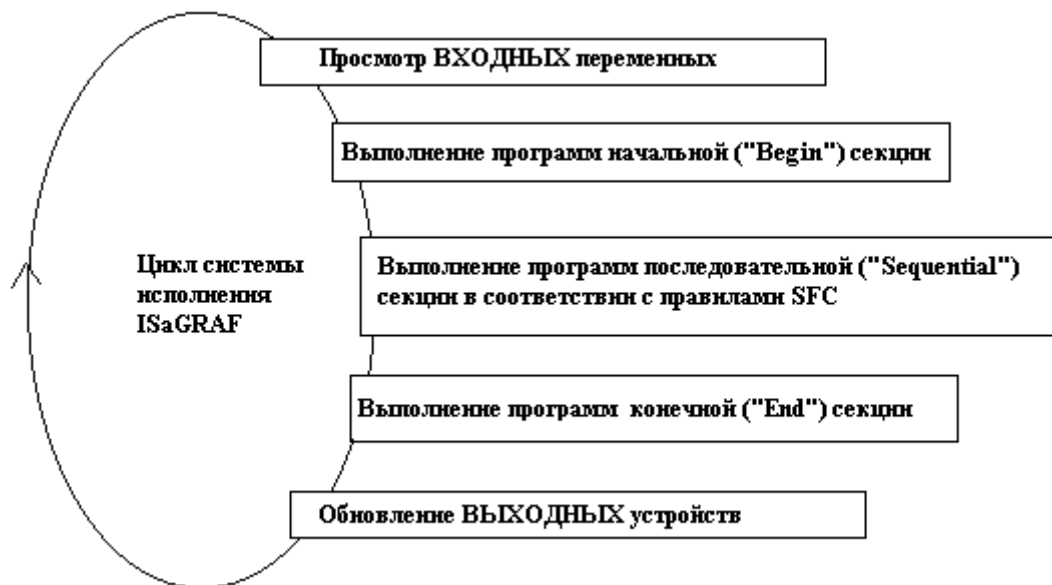 Просмотр ВХОДНЫХ переменных
Выполнение программ начальной ("Begin") секции
Цикл системы
исполнения
ISaGRAF
Выполнение программ последовательной ("Sequential")
секции в соответствии с правилами SFC
Выполнение программ конечной ("End") секции
Обновление ВЫХОДНЫХ устройств